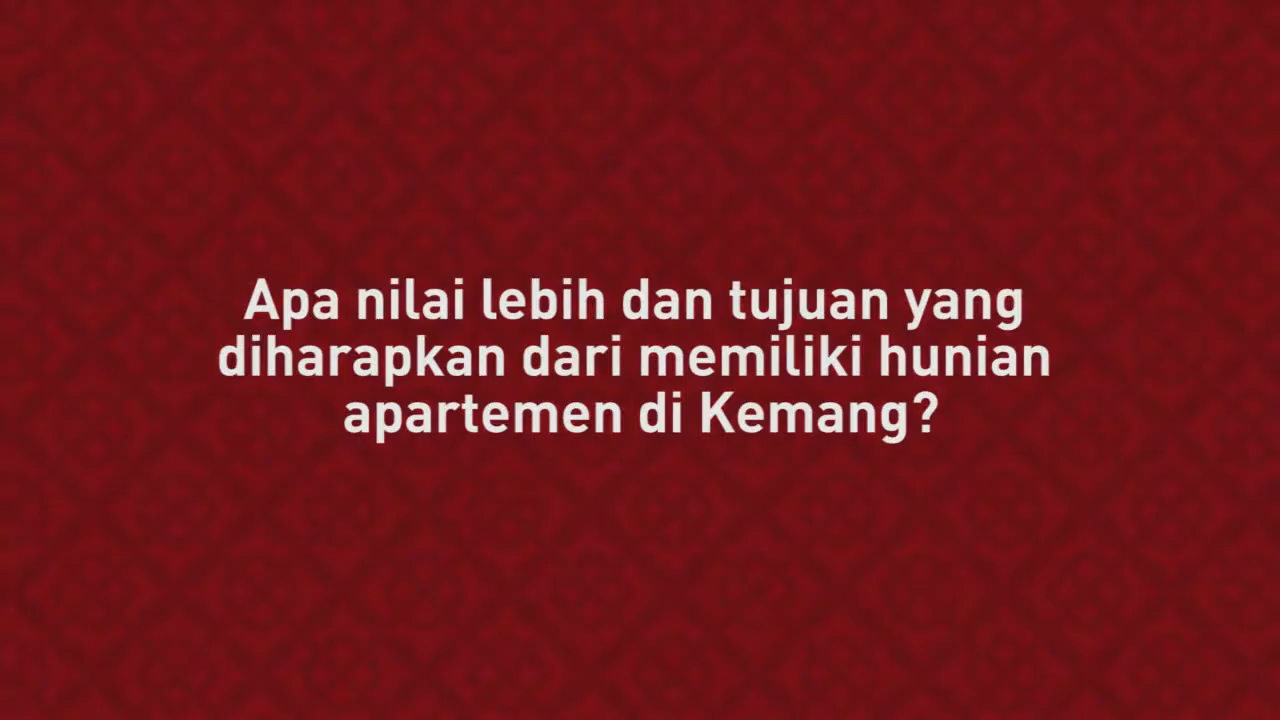 Apa nilai lebih dan tujuan yang
diharapkan dari memiliki hunian
apartemen di Kemang?